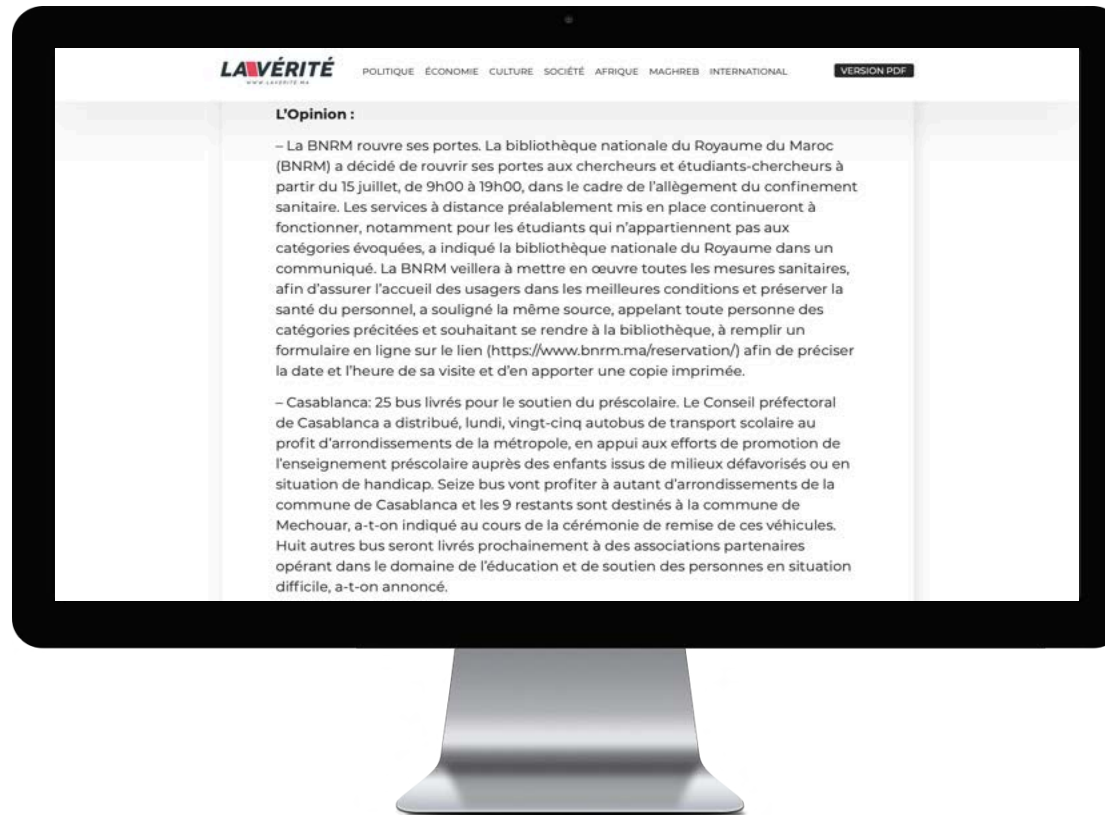 LA VÉRITÉ
WWW.LAVERITE.MA
POLITIQUE ÉCONOMIE CULTURE SOCIÉTÉ AFRIQUE MAGHREB INTERNATIONAL
VERSION PDF
L'Opinion :
– La BNRM rouvre ses portes. La bibliothèque nationale du Royaume du Maroc
(BNRM) a décidé de rouvrir ses portes aux chercheurs et étudiants-chercheurs à
partir du 15 juillet, de 9h00 à 19h00, dans le cadre de l'allègement du confinement
sanitaire. Les services à distance préalablement mis en place continueront à
fonctionner, notamment pour les étudiants qui n'appartiennent pas aux
catégories évoquées, a indiqué la bibliothèque nationale du Royaume dans un
communiqué. La BNRM veillera à mettre en œuvre toutes les mesures sanitaires,
afin d'assurer l'accueil des usagers dans les meilleures conditions et préserver la
santé du personnel, a souligné la même source, appelant toute personne des
catégories précitées et souhaitant se rendre à la bibliothèque, à remplir un
formulaire en ligne sur le lien (https://www.bnrm.ma/reservation/) afin de préciser
la date et l'heure de sa visite et d'en apporter une copie imprimée.
– Casablanca: 25 bus livrés pour le soutien du préscolaire. Le Conseil préfectoral
de Casablanca a distribué, lundi, vingt-cinq autobus de transport scolaire au
profit d'arrondissements de la métropole, en appui aux efforts de promotion de
l'enseignement préscolaire auprès des enfants issus de milieux défavorisés ou en
situation de handicap. Seize bus vont profiter à autant d'arrondissements de la
commune de Casablanca et les 9 restants sont destinés à la commune de
Mechouar, a-t-on indiqué au cours de la cérémonie de remise de ces véhicules.
Huit autres bus seront livrés prochainement à des associations partenaires
opérant dans le domaine de l'éducation et de soutien des personnes en situation
difficile, a-t-on annoncé.